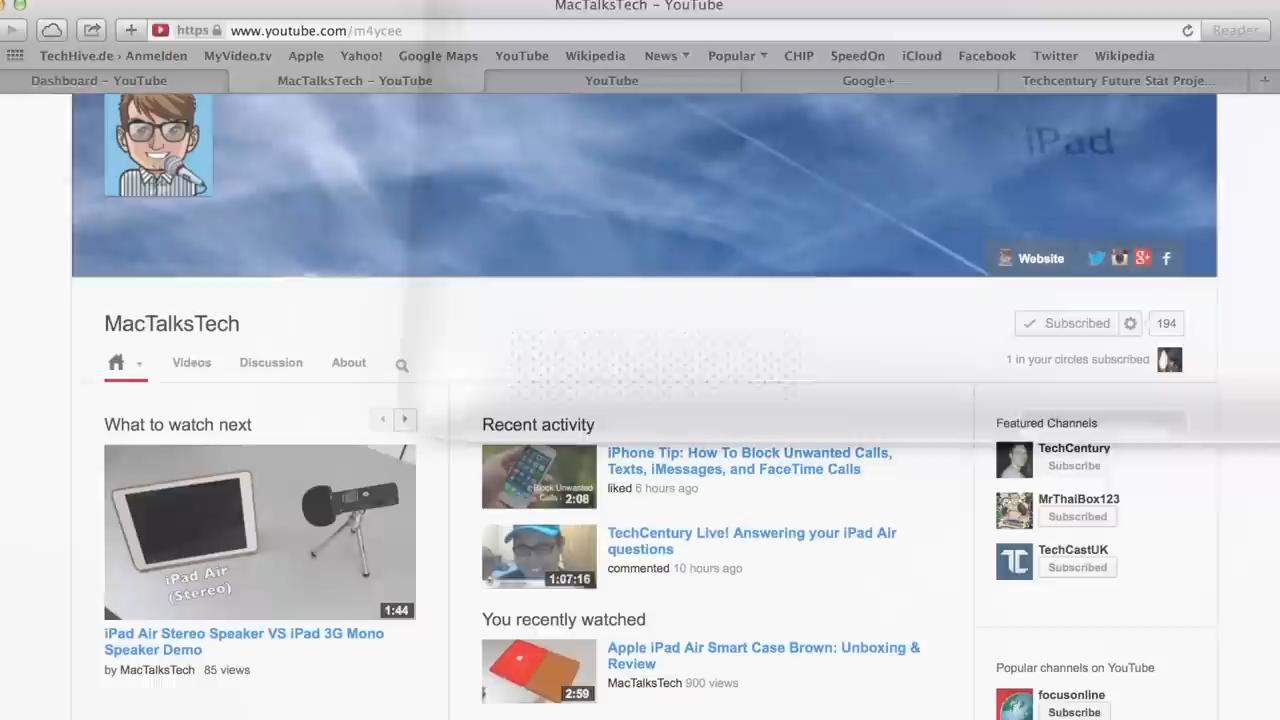 MacTalksTech – YouTube
https www.youtube.com/m4ycee Reader
TechHive.de › Anmelden MyVideo.tv Apple Yahoo! Google Maps YouTube Wikipedia News Popular CHIP SpeedOn iCloud Facebook Twitter Wikipedia
Dashboard – YouTube MacTalksTech – YouTube YouTube Google+ Techcentury Future Stat Proje...
iPad
Website
MacTalksTech
Subscribed 194
Videos Discussion About
1 in your circles subscribed
What to watch next
iPad Air
(Stereo)
1:44
iPad Air Stereo Speaker VS iPad 3G Mono
Speaker Demo
by MacTalksTech 85 views
Recent activity
Block Unwanted
Calls -
2:08
iPhone Tip: How To Block Unwanted Calls,
Texts, iMessages, and FaceTime Calls
liked 6 hours ago
1:07:16
TechCentury Live! Answering your iPad Air
questions
commented 10 hours ago
You recently watched
2:59
Apple iPad Air Smart Case Brown: Unboxing &
Review
MacTalksTech 900 views
Featured Channels
TechCentury
Subscribe
MrThaiBox123
Subscribed
TC
TechCastUK
Subscribed
Popular channels on YouTube
focusonline
Subscribe